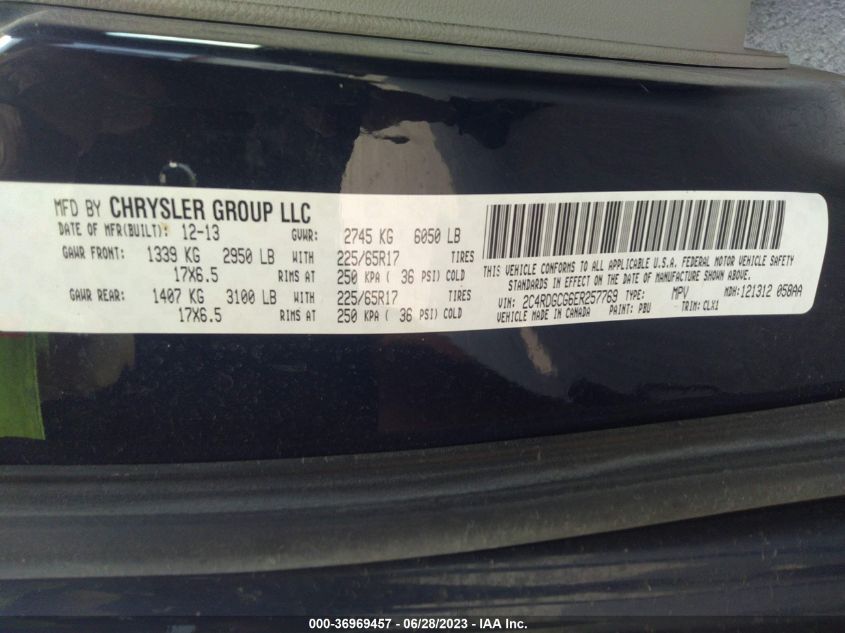 MFD BY CHRYSLER GROUP LLC
DATE OF MFR(BUILT): 12-13 GVWR: 2745 KG 6050 LB
GAWR FRONT: 1339 KG 2950 LB WITH 225/65R17 TIRES
17X6.5 RIMS AT 250 KPA ( 36 PSI) COLD
GAWR REAR: 1407 KG 3100 LB WITH 225/65R17 TIRES
17X6.5 RIMS AT 250 KPA ( 36 PSI) COLD
THIS VEHICLE CONFORMS TO ALL APPLICABLE U.S.A. FEDERAL MOTOR VEHICLE SAFETY
STANDARDS IN EFFECT ON THE DATE OF MANUFACTURE SHOWN ABOVE.
VIN: 2C4RDGCG6ER257769 TYPE: MPV MDH: 121312 058AA
VEHICLE MADE IN CANADA PAINT: PBU TRIM: CLX1
000-36969457 - 06/28/2023 - IAA Inc.